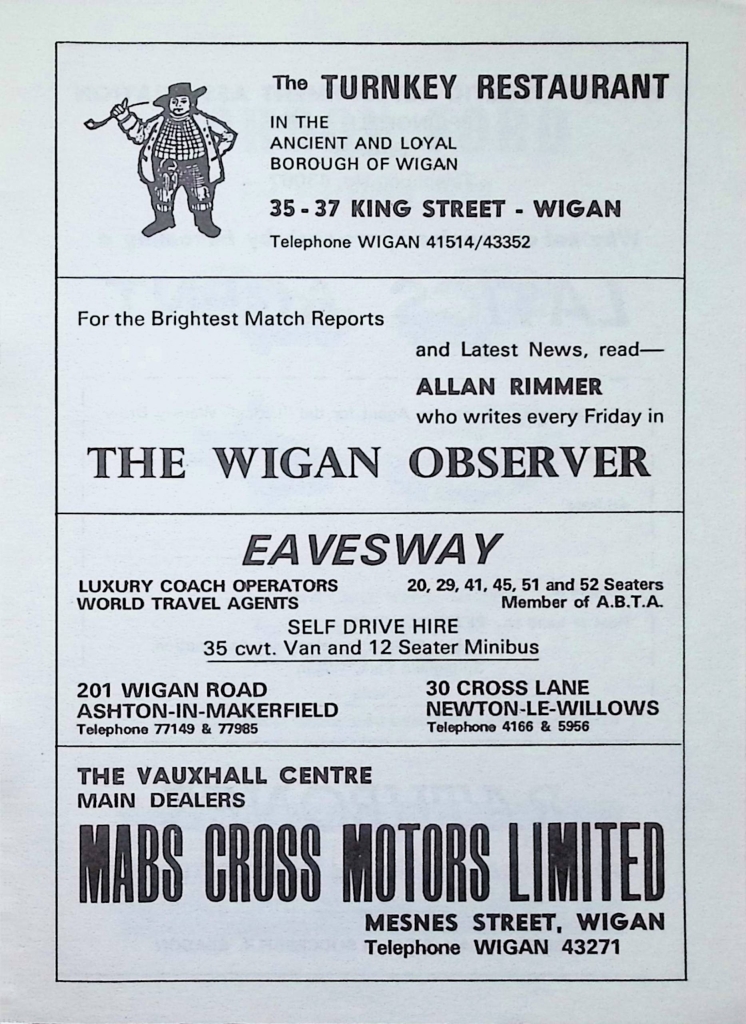 The TURNKEY RESTAURANT
IN THE
ANCIENT AND LOYAL
BOROUGH OF WIGAN
35 - 37 KING STREET - WIGAN
Telephone WIGAN 41514/43352
For the Brightest Match Reports
and Latest News, read—
ALLAN RIMMER
who writes every Friday in
THE WIGAN OBSERVER
EAVESWAY
LUXURY COACH OPERATORS
WORLD TRAVEL AGENTS
20, 29, 41, 45, 51 and 52 Seaters
Member of A.B.T.A.
SELF DRIVE HIRE
35 cwt. Van and 12 Seater Minibus
201 WIGAN ROAD
ASHTON-IN-MAKERFIELD
Telephone 77149 & 77985
30 CROSS LANE
NEWTON-LE-WILLOWS
Telephone 4166 & 5956
THE VAUXHALL CENTRE
MAIN DEALERS
MABS CROSS MOTORS LIMITED
MESNES STREET, WIGAN
Telephone WIGAN 43271